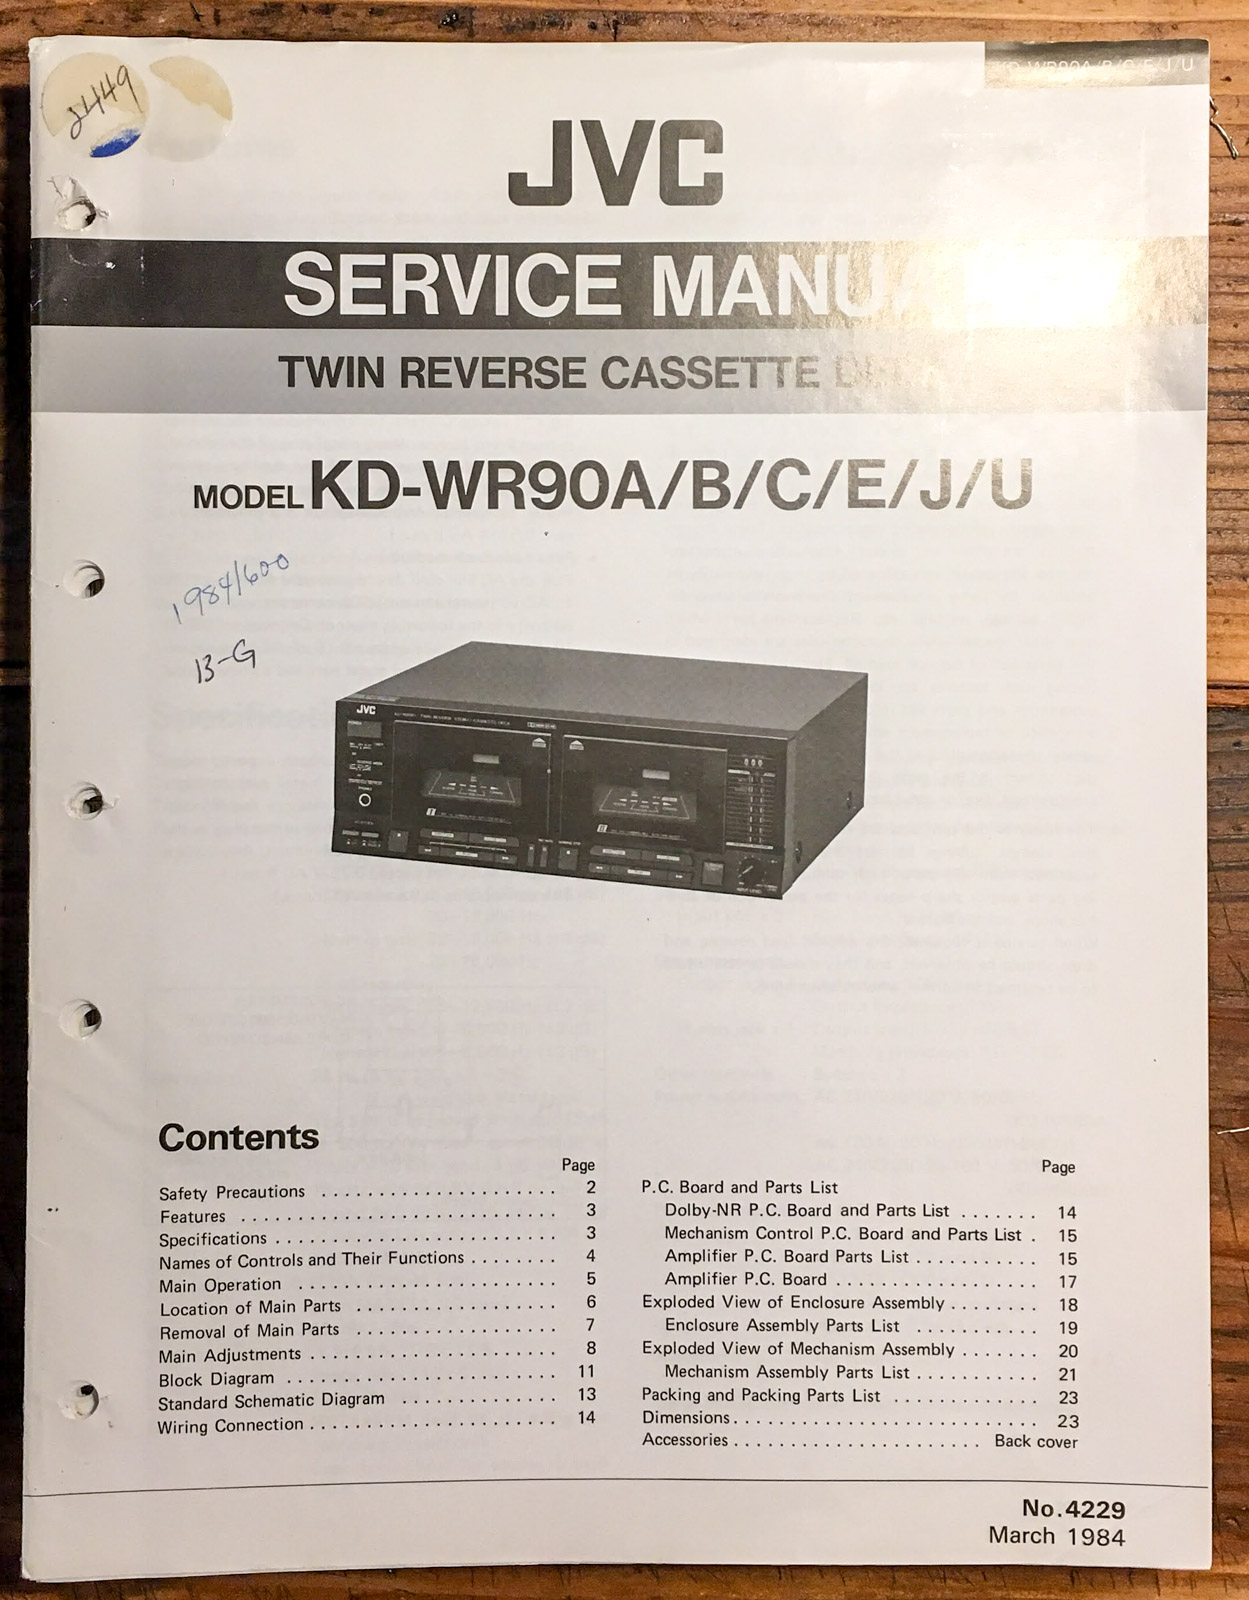 2449
KD-WR90A/B/C/E/J/U
JVC
SERVICE MANUA
TWIN REVERSE CASSETTE DE
MODEL KD-WR90A/B/C/E/J/U
1984/600
13-G
JVC
Contents
Page
Safety Precautions ...................... 2
Features ............................. 3
Specifications ........................... 3
Names of Controls and Their Functions ........ 4
Main Operation ........................ 5
Location of Main Parts ................... 6
Removal of Main Parts ................... 7
Main Adjustments ....................... 8
Block Diagram ......................... 11
Standard Schematic Diagram .............. 13
Wiring Connection ....................... 14
Page
P.C. Board and Parts List
Dolby-NR P.C. Board and Parts List ....... 14
Mechanism Control P.C. Board and Parts List . 15
Amplifier P.C. Board Parts List ........... 15
Amplifier P.C. Board .................. 17
Exploded View of Enclosure Assembly ........ 18
Enclosure Assembly Parts List ........... 19
Exploded View of Mechanism Assembly ....... 20
Mechanism Assembly Parts List ........... 21
Packing and Packing Parts List ............. 23
Dimensions ........................... 23
Accessories ...................... Back cover
No.4229
March 1984